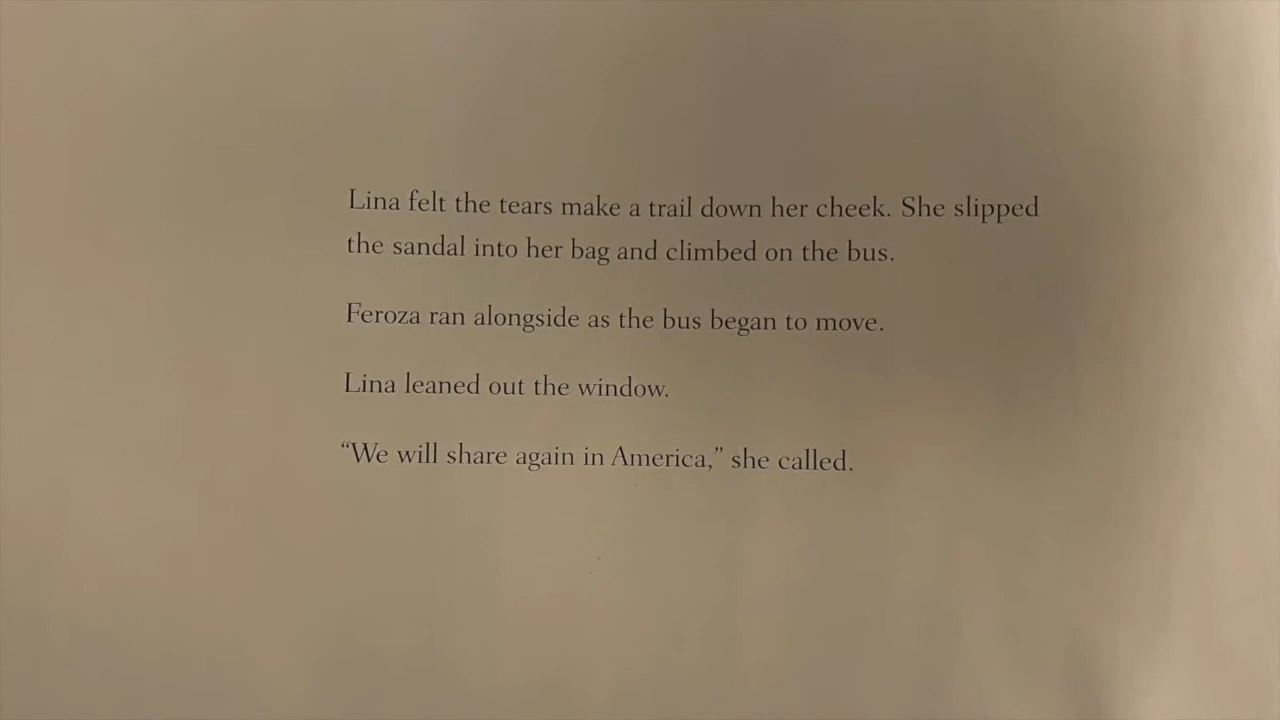 Lina felt the tears make a trail down her cheek. She slipped
the sandal into her bag and climbed on the bus.
Feroza ran alongside as the bus began to move.
Lina leaned out the window.
“We will share again in America,” she called.